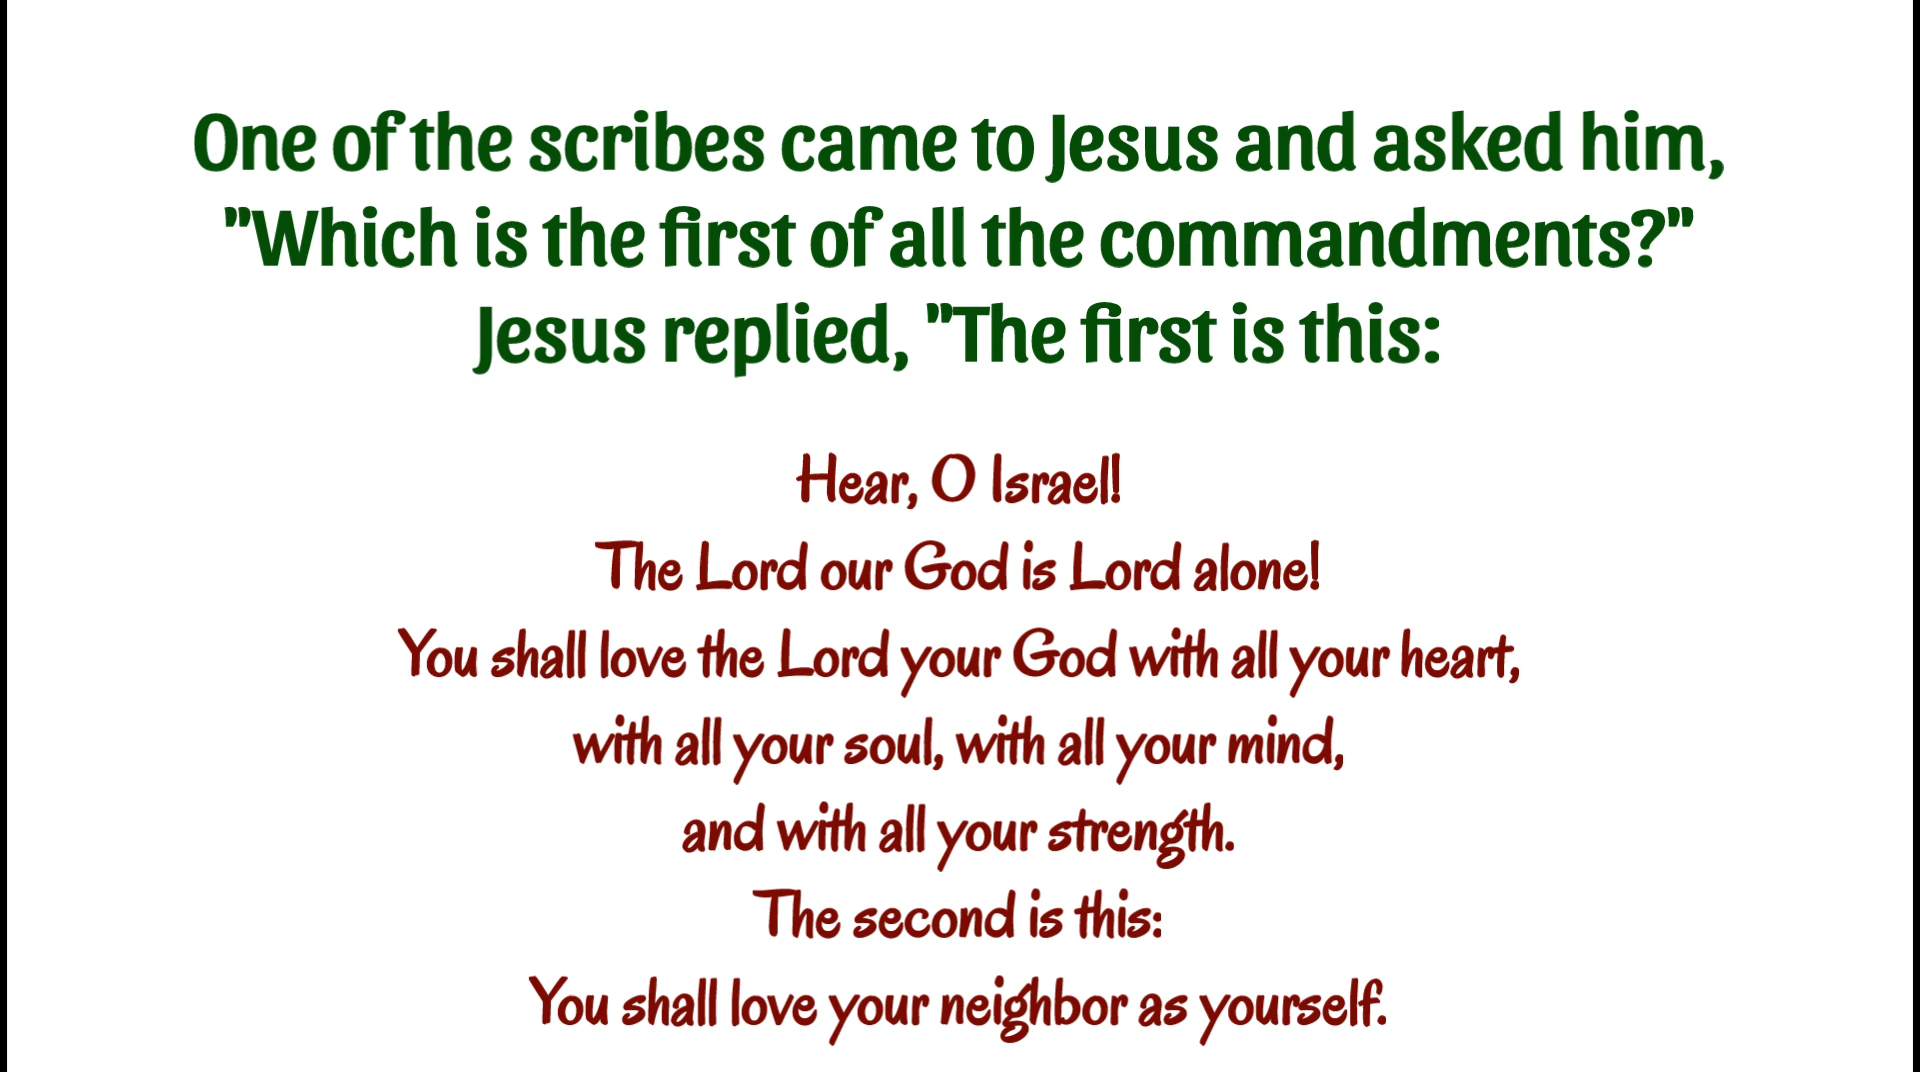 One of the scribes came to Jesus and asked him,
"Which is the first of all the commandments?"
Jesus replied, "The first is this:
Hear, O Israel!
The Lord our God is Lord alone!
You shall love the Lord your God with all your heart,
with all your soul, with all your mind,
and with all your strength.
The second is this:
You shall love your neighbor as yourself.